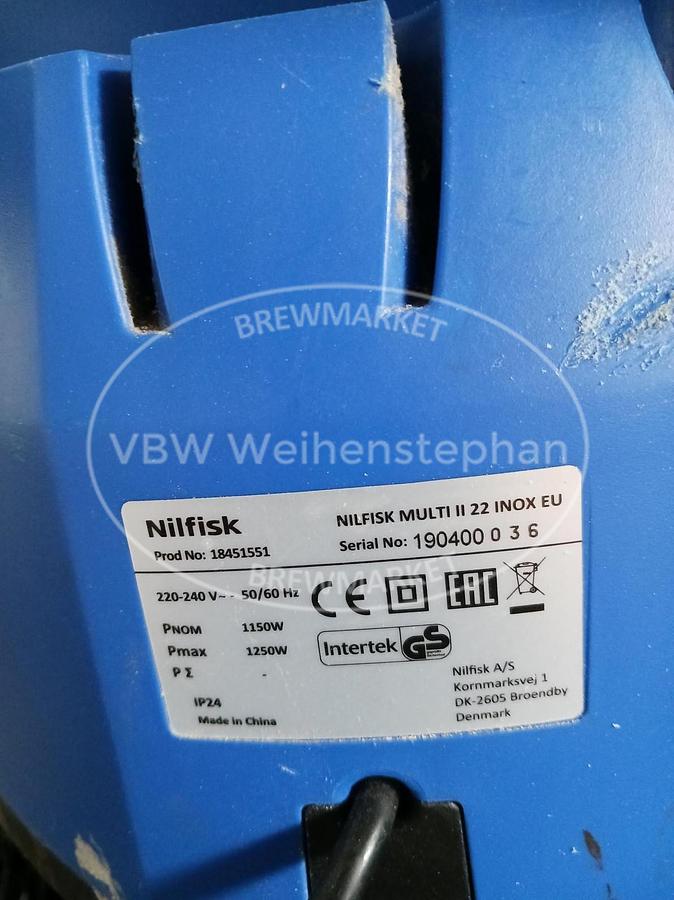 BREWMARKET
VBW Weihenstephan
Nilfisk
NILFISK MULTI II 22 INOX EU
Prod No: 18451551
Serial No: 190400 0 3 6
BREWMARKET
220-240 V~ - 50/60 Hz
CE
EAC
PNOM 1150W
Pmax 1250W
P Σ -
Intertek GS
IP24
Made in China
Nilfisk A/S
Kornmarksvej 1
DK-2605 Broendby
Denmark